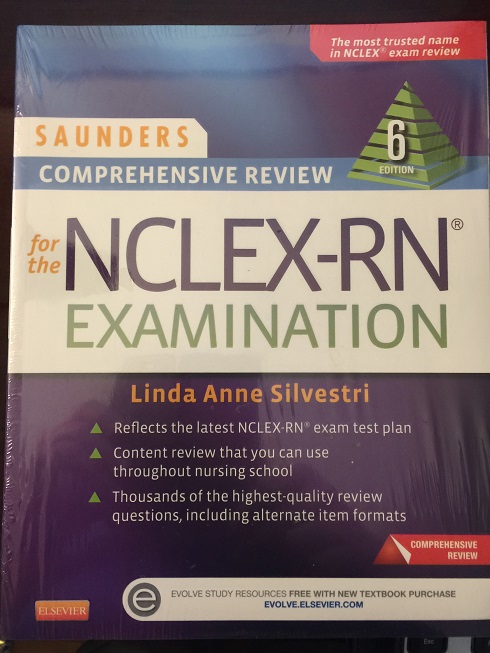 The most trusted name
in NCLEX® exam review
SAUNDERS
6
EDITION
COMPREHENSIVE REVIEW
for the NCLEX-RN®
EXAMINATION
Linda Anne Silvestri
Reflects the latest NCLEX-RN® exam test plan
Content review that you can use
throughout nursing school
Thousands of the highest-quality review
questions, including alternate item formats
COMPREHENSIVE
REVIEW
e
EVOLVE STUDY RESOURCES FREE WITH NEW TEXTBOOK PURCHASE
EVOLVE.ELSEVIER.COM
ELSEVIER
Esc